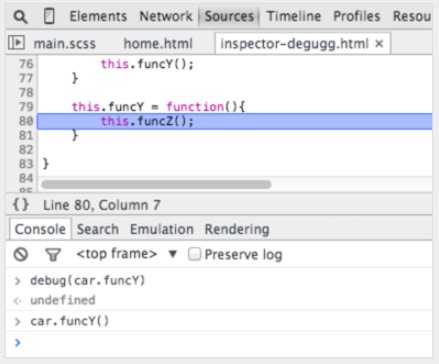 Elements Network Sources Timeline Profiles Resou
main.scss home.html inspector-degugg.html ×
76 this.funcY();
77 }
78
79 this.funcY = function(){
80 this.funcZ();
81 }
82
83 }
84
85
{} Line 80, Column 7
Console Search Emulation Rendering
<top frame> ▼ Preserve log
> debug(car.funcY)
<· undefined
> car.funcY()
>